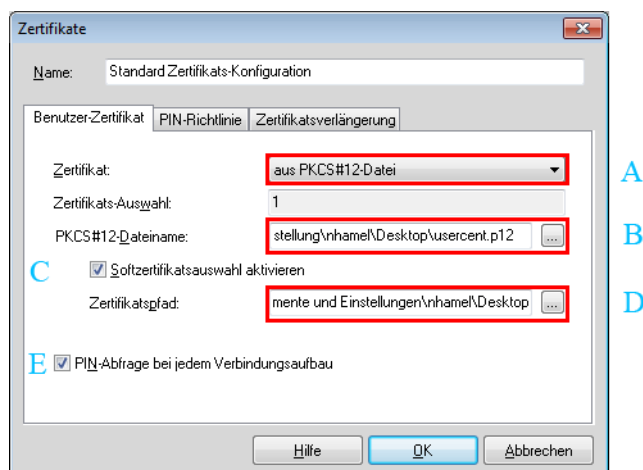 Zertifikate
Name: Standard Zertifikats-Konfiguration
Benutzer-Zertifikat PIN-Richtlinie Zertifikatsverlängerung
Zertifikat: aus PKCS#12-Datei A
Zertifikats-Auswahl: 1
PKCS#12-Dateiname: stellung\nhamel\Desktop\usercent.p12 ... B
C Softzertifikatsauswahl aktivieren
Zertifikatspfad: mente und Einstellungen\nhamel\Desktop ... D
E PIN-Abfrage bei jedem Verbindungsaufbau
Hilfe OK Abbrechen